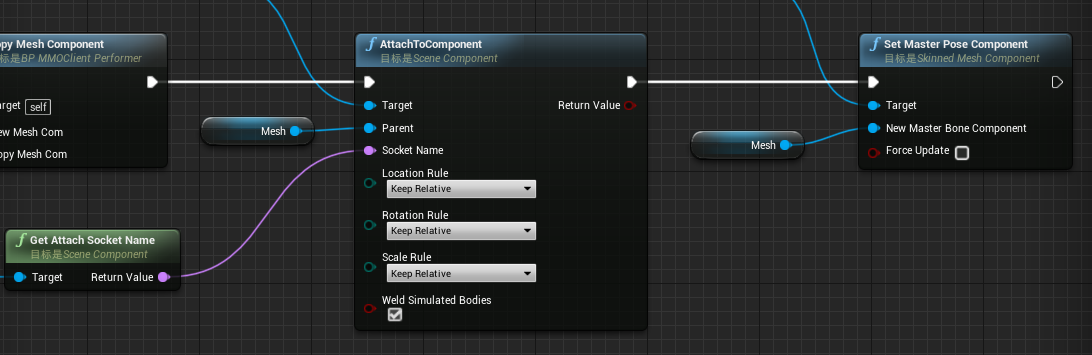 opy Mesh Component
标是BP MMOClient Performer
arget self
ew Mesh Com
opy Mesh Com
Get Attach Socket Name
目标是Scene Component
Target Return Value
Mesh
AttachToComponent
目标是Scene Component
Target Return Value
Parent
Socket Name
Location Rule
Keep Relative
Rotation Rule
Keep Relative
Scale Rule
Keep Relative
Weld Simulated Bodies
Mesh
Set Master Pose Component
目标是Skinned Mesh Component
Target
New Master Bone Component
Force Update